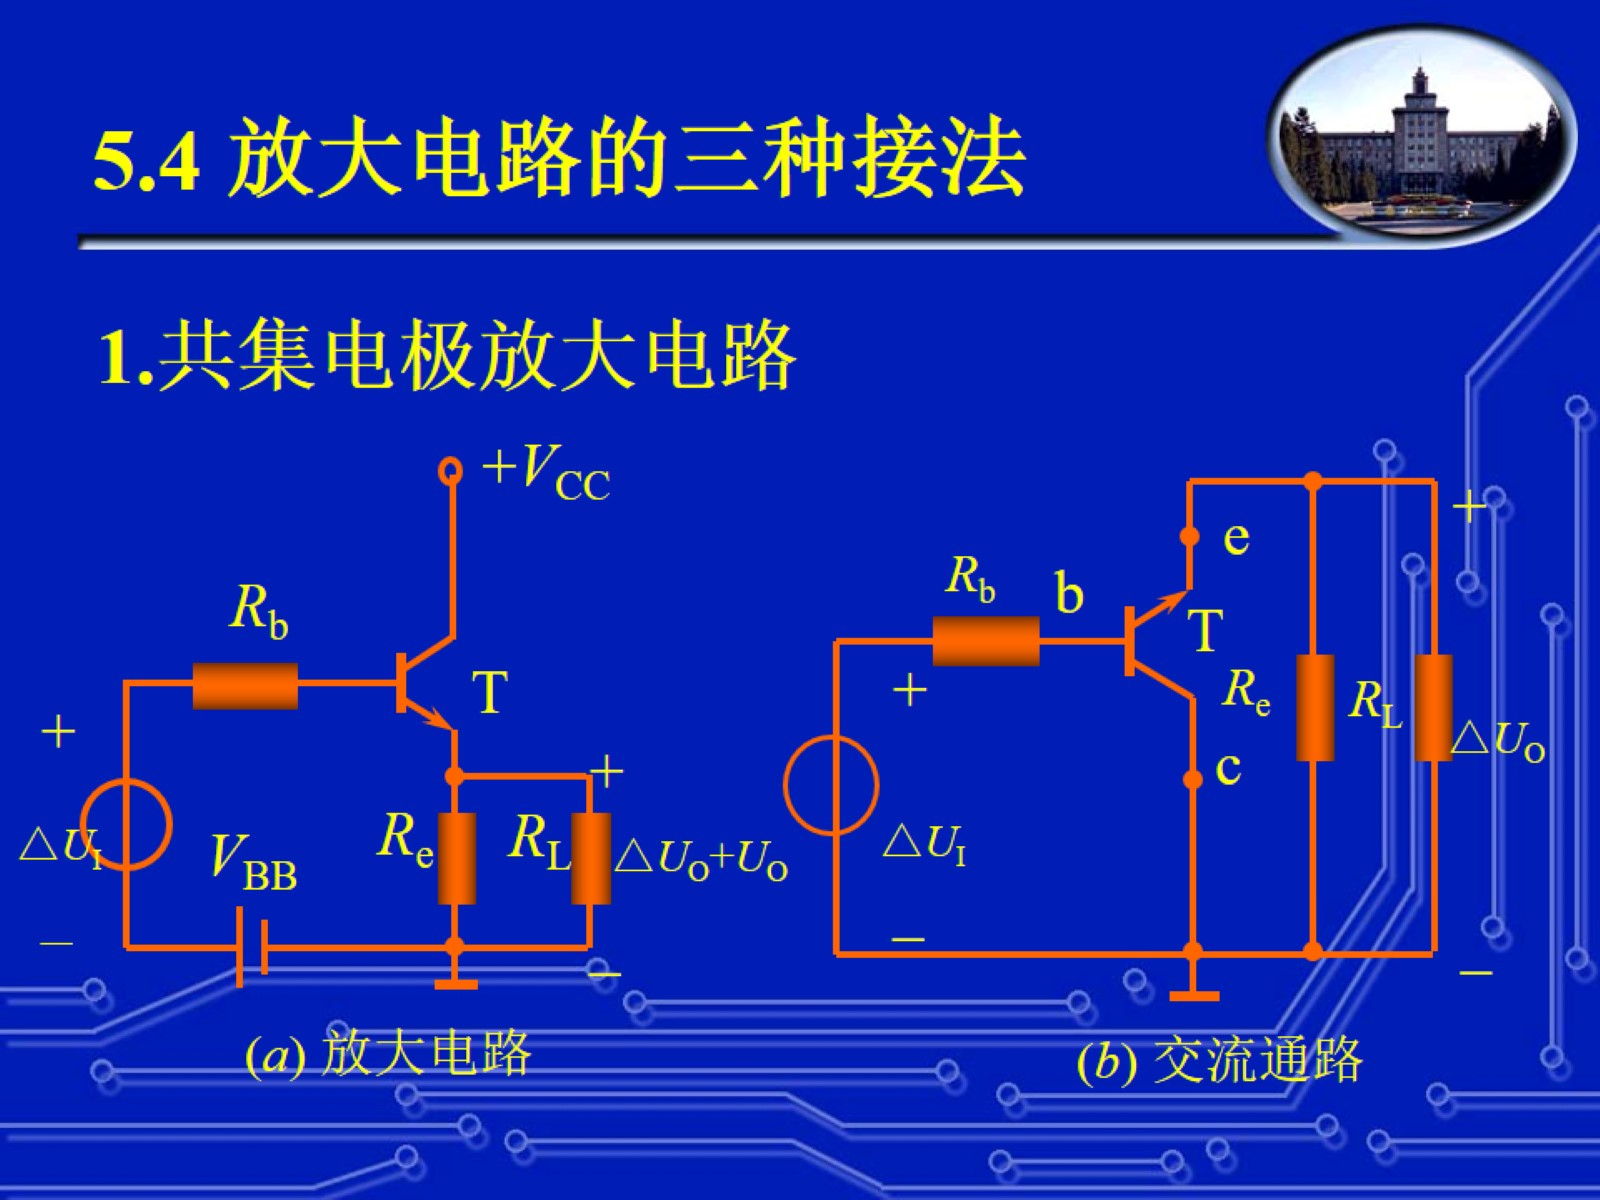 5.4 放大电路的三种接法
1.共集电极放大电路
+VCC
Rb
T
+
△UI
VBB
Re
RL
+
△UO+UO
–
–
(a) 放大电路
e
+
Rb
b
T
+
Re
RL
△UO
c
△UI
–
–
(b) 交流通路